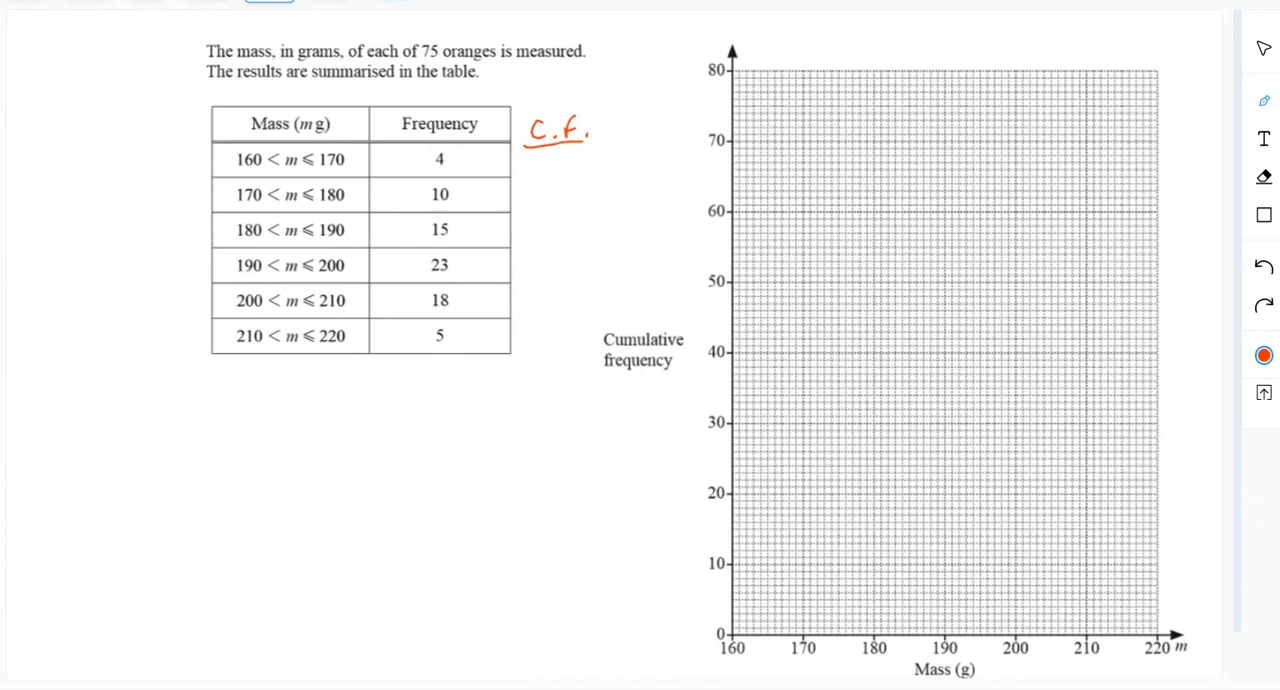 The mass, in grams, of each of 75 oranges is measured.
The results are summarised in the table.
Mass (m g) Frequency C.F.
160 < m ⩽ 170 4
170 < m ⩽ 180 10
180 < m ⩽ 190 15
190 < m ⩽ 200 23
200 < m ⩽ 210 18
210 < m ⩽ 220 5
Cumulative
frequency
80
70
60
50
40
30
20
10
0
160 170 180 190 200 210 220 m
Mass (g)
T